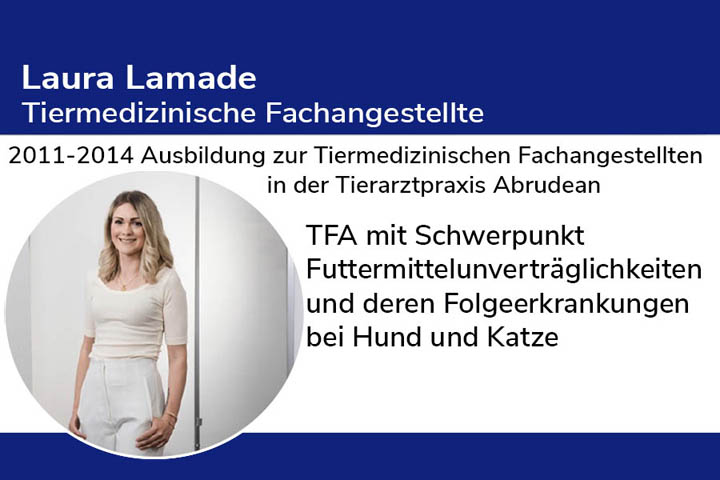 Laura Lamade
Tiermedizinische Fachangestellte
2011-2014 Ausbildung zur Tiermedizinischen Fachangestellten
in der Tierarztpraxis Abrudean
TFA mit Schwerpunkt
Futtermittelunverträglichkeiten
und deren Folgeerkrankungen
bei Hund und Katze